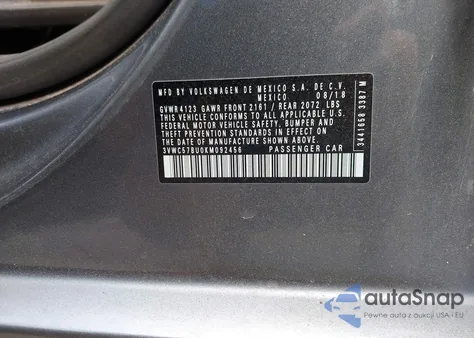 MFD BY VOLKSWAGEN DE MEXICO S.A. DE C.V.
MEXICO 08/18
GVWR 4123 GAWR FRONT 2161 / REAR 2072 LBS
THIS VEHICLE CONFORMS TO ALL APPLICABLE U.S.
FEDERAL MOTOR VEHICLE SAFETY, BUMPER AND
THEFT PREVENTION STANDARDS IN EFFECT ON
THE DATE OF MANUFACTURE SHOWN ABOVE
3VWC57BU0KM092456 PASSENGER CAR
3441658 3387 M
autaSnap
Pewne auta z aukcji USA - EU